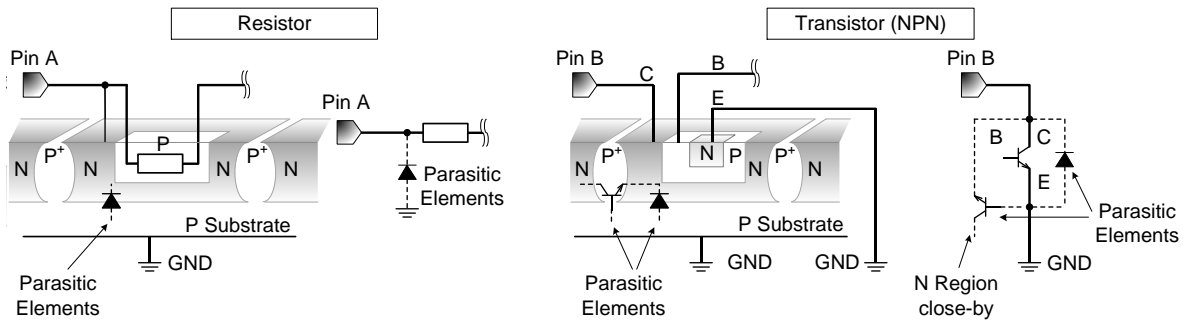 Resistor
Transistor (NPN)
Pin A
Pin B
C
B
E
Pin B
Pin A
N
P+
N
P
P+
N
N
P+
N
P
P+
N
N
B
C
E
Parasitic
Elements
P Substrate
GND
Parasitic
Elements
P Substrate
GND
GND
Parasitic
Elements
Parasitic
Elements
GND
N Region
close-by